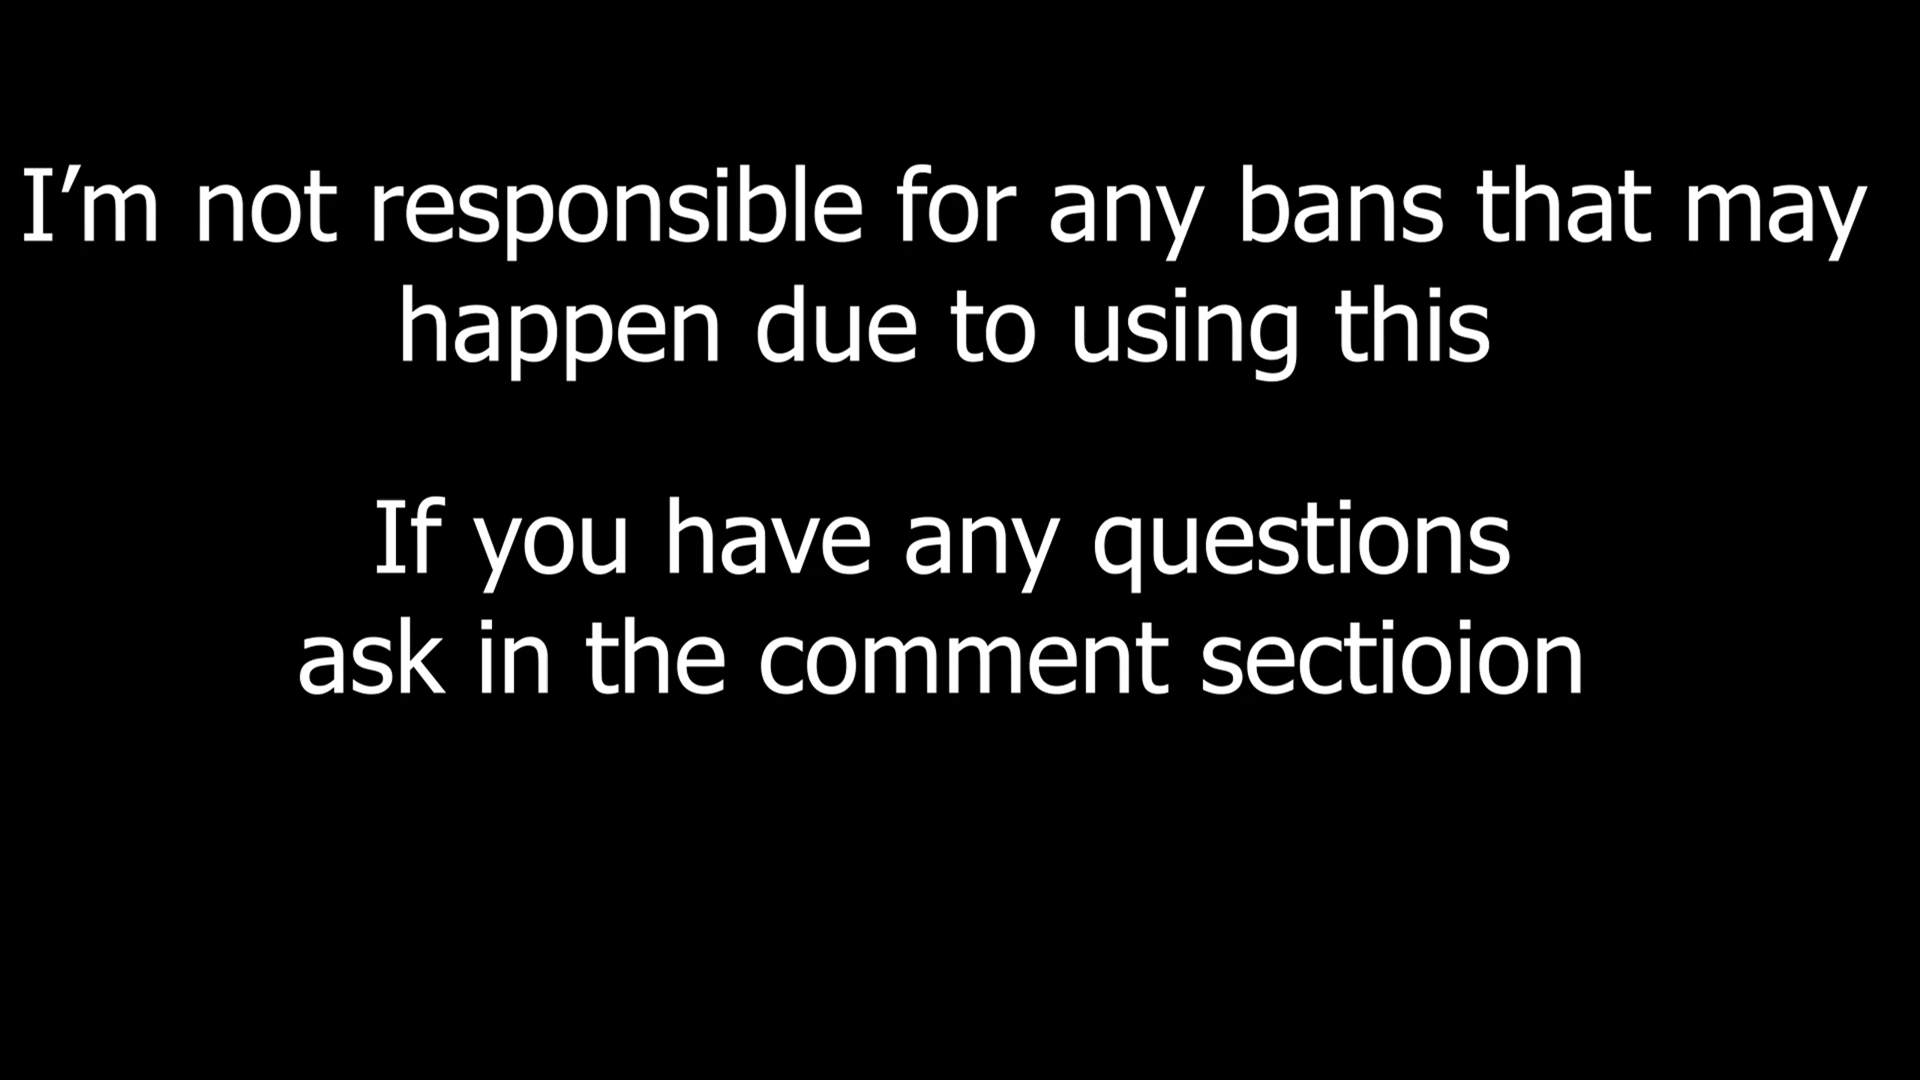 I’m not responsible for any bans that may
happen due to using this
If you have any questions
ask in the comment sectioion